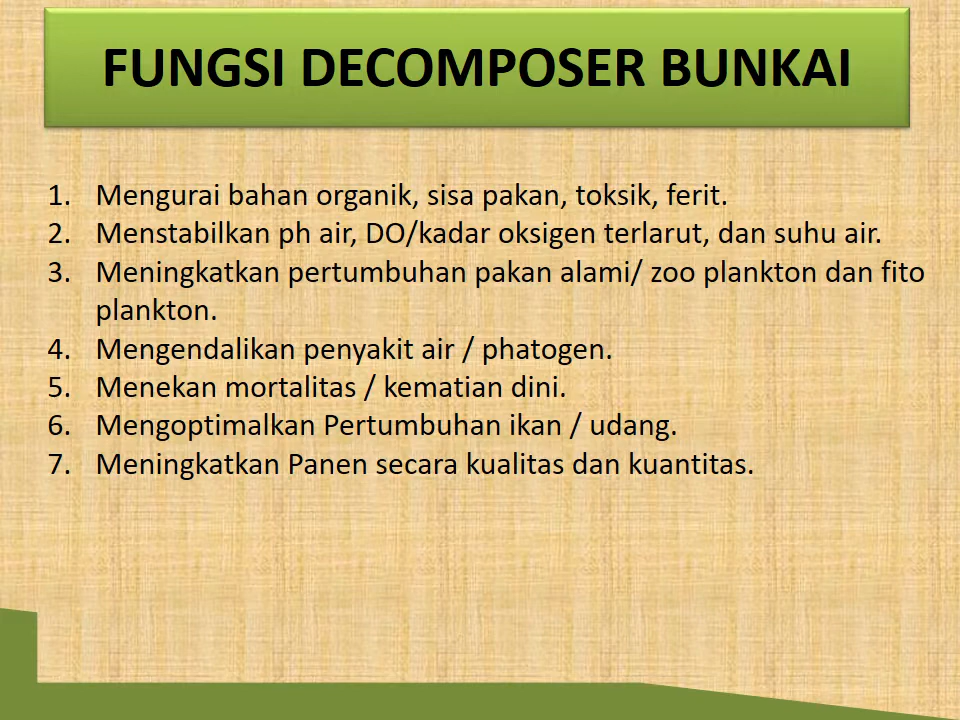 FUNGSI DECOMPOSER BUNKAI
1. Mengurai bahan organik, sisa pakan, toksik, ferit.
2. Menstabilkan ph air, DO/kadar oksigen terlarut, dan suhu air.
3. Meningkatkan pertumbuhan pakan alami/ zoo plankton dan fito
plankton.
4. Mengendalikan penyakit air / phatogen.
5. Menekan mortalitas / kematian dini.
6. Mengoptimalkan Pertumbuhan ikan / udang.
7. Meningkatkan Panen secara kualitas dan kuantitas.